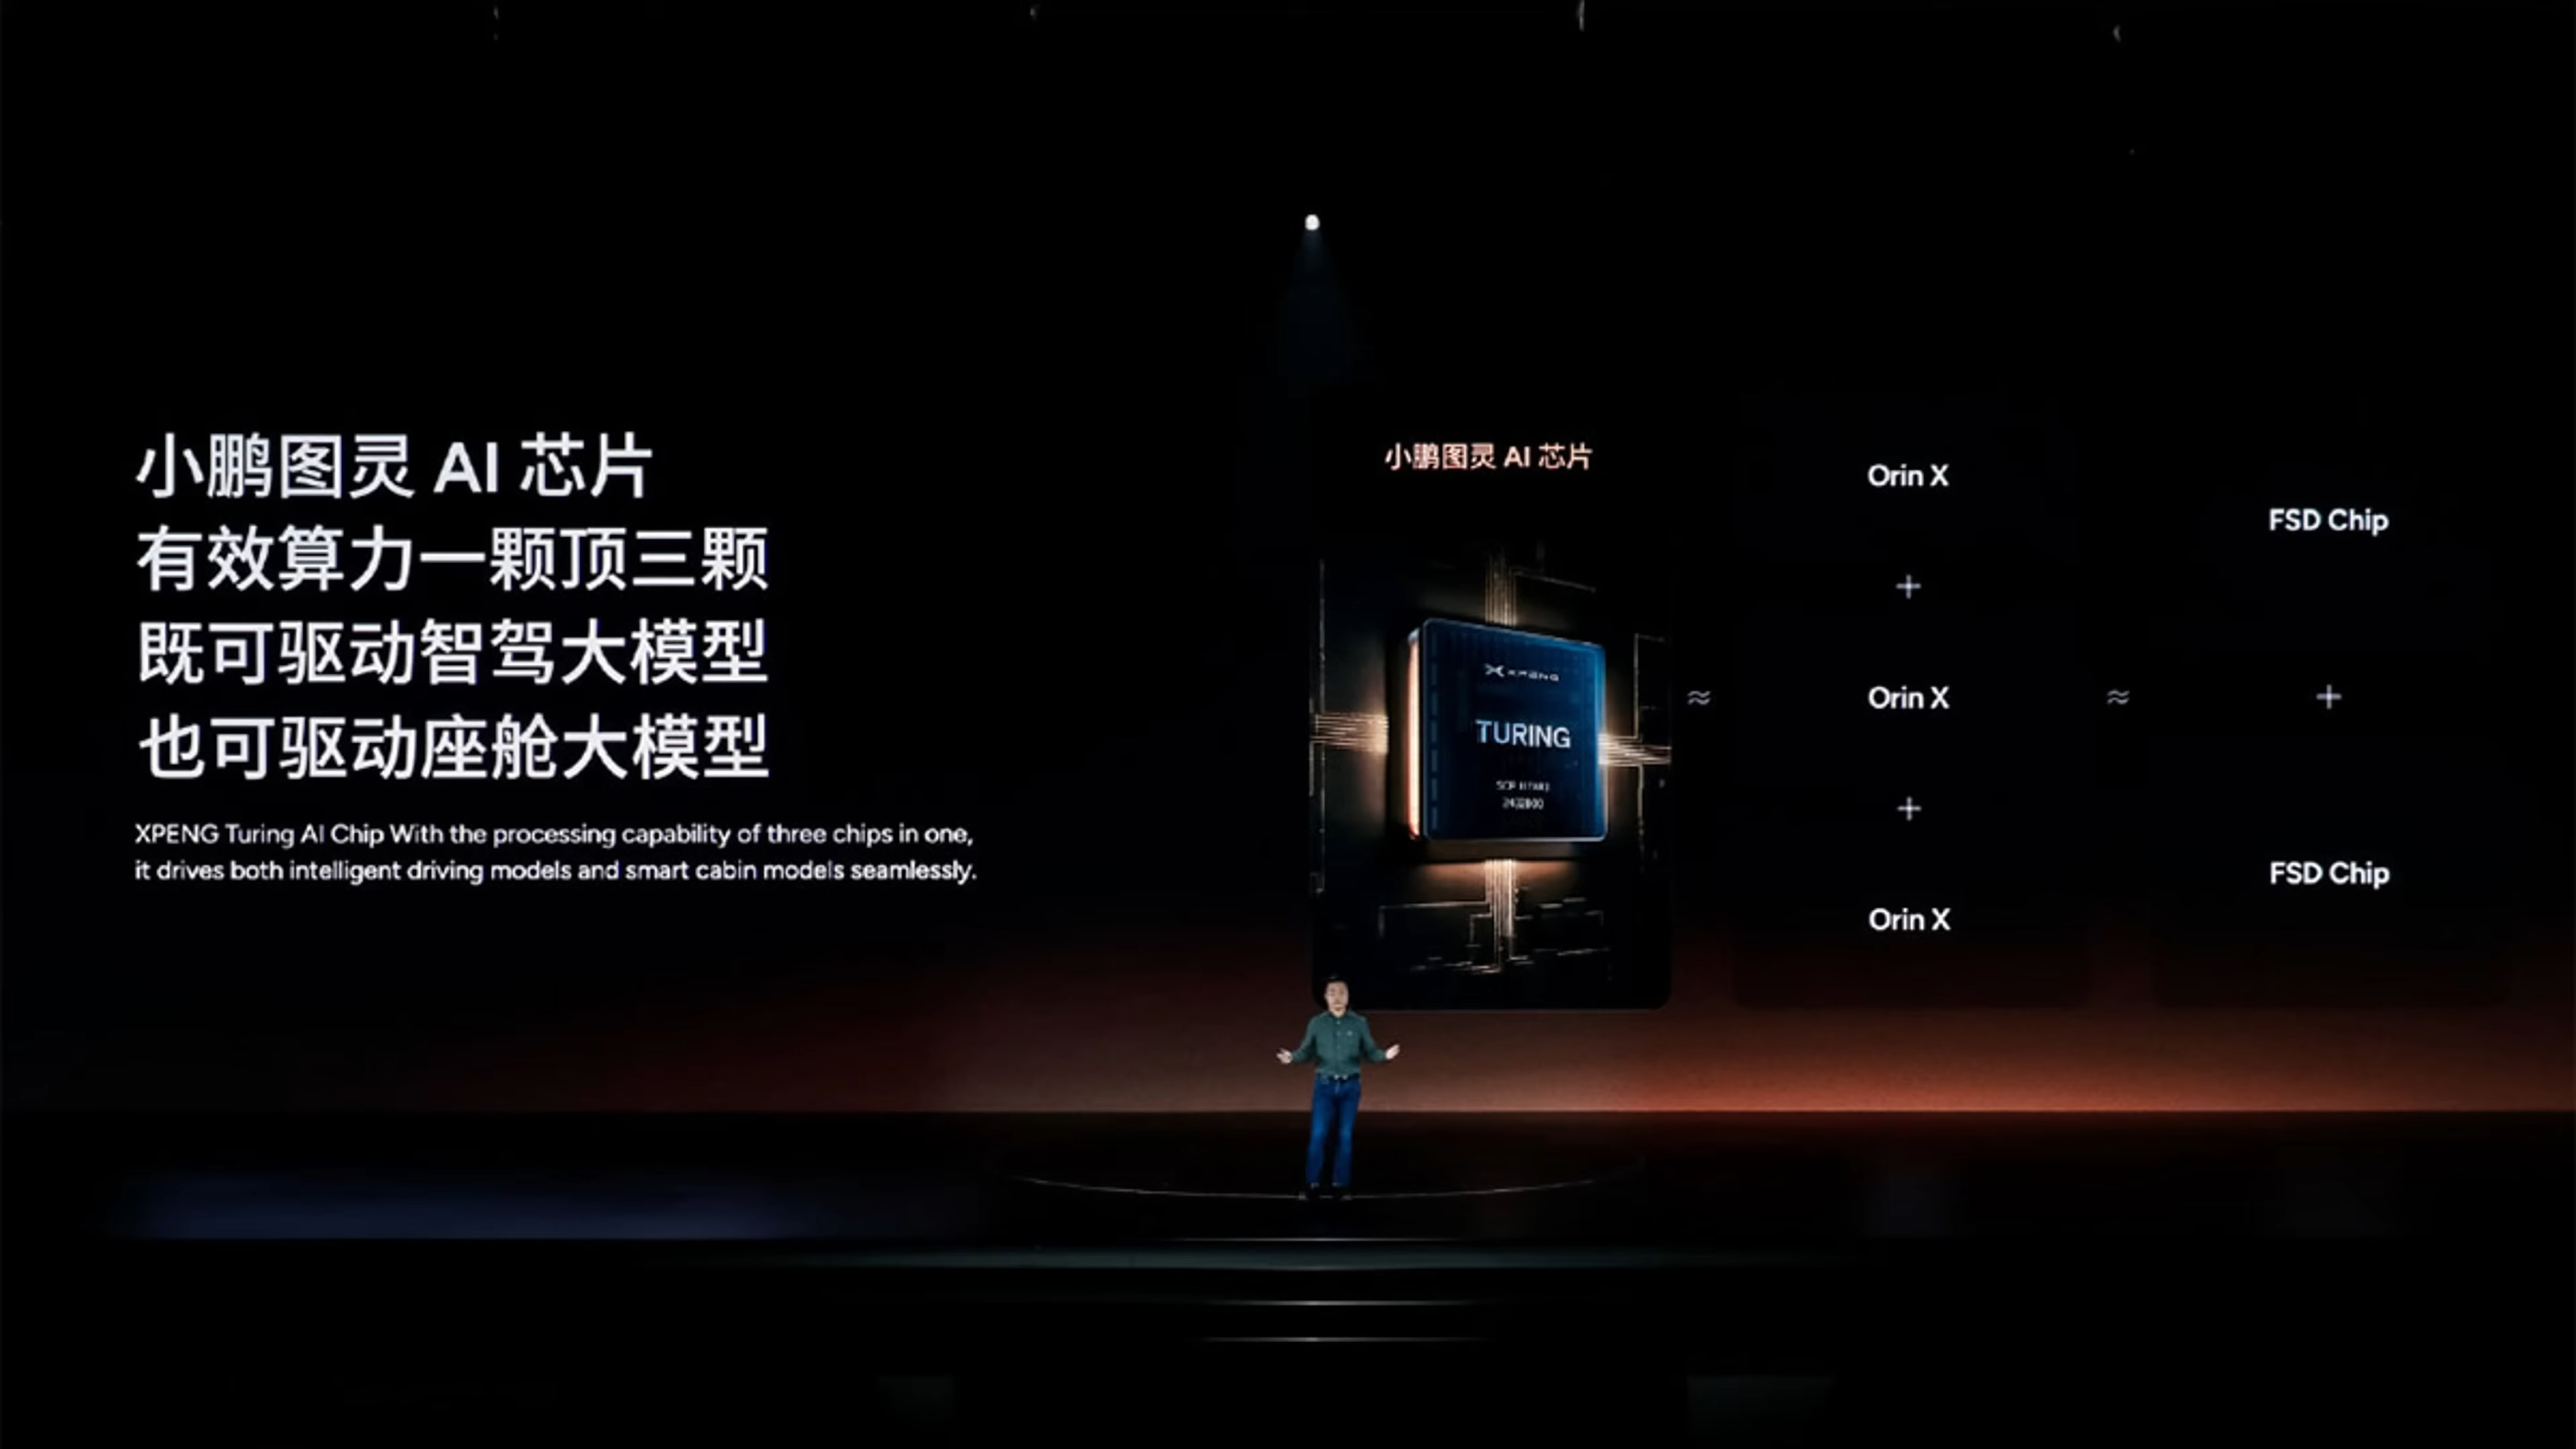 小鹏图灵 AI 芯片
有效算力一颗顶三颗
既可驱动智驾大模型
也可驱动座舱大模型
XPENG Turing AI Chip With the processing capability of three chips in one,
it drives both intelligent driving models and smart cabin models seamlessly.
小鹏图灵 AI 芯片
XPENG
TURING
≈
Orin X
+
Orin X
+
Orin X
≈
FSD Chip
+
FSD Chip